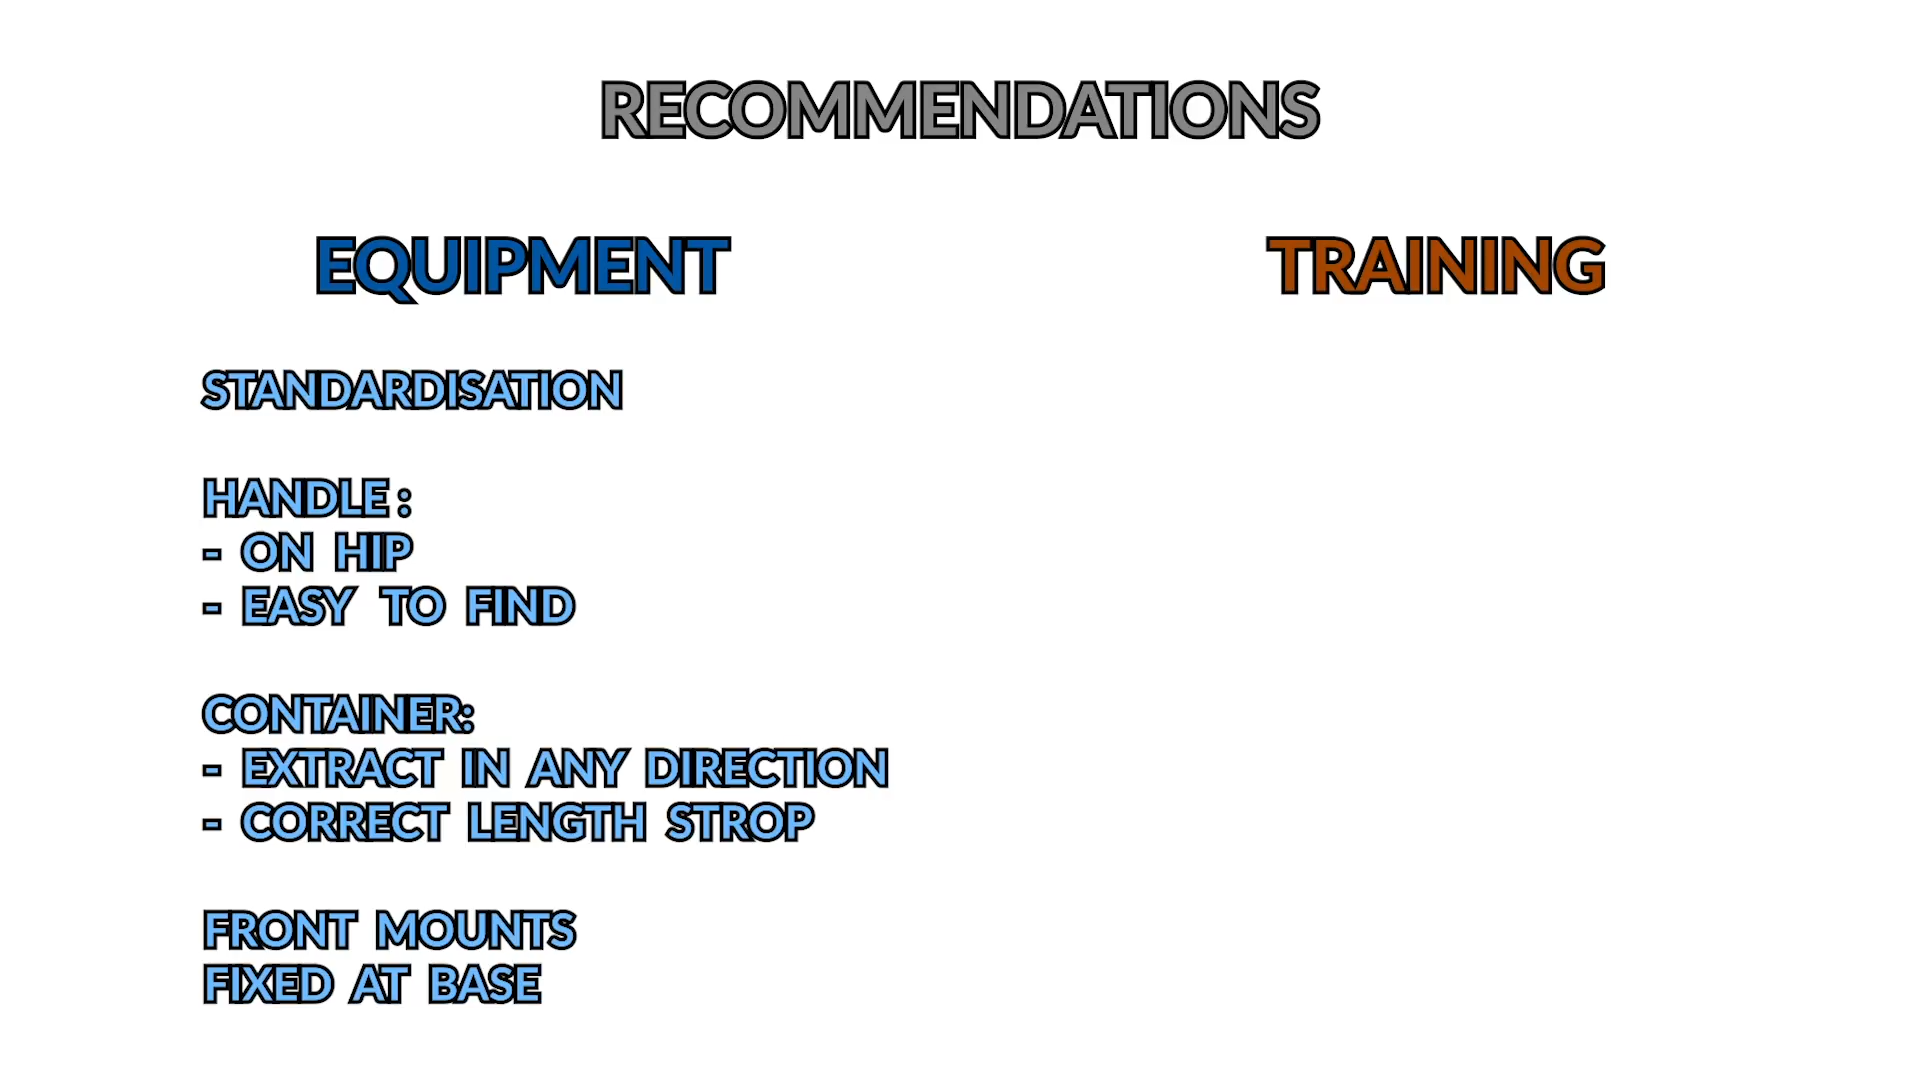 RECOMMENDATIONS
EQUIPMENT
TRAINING
STANDARDISATION
HANDLE :
- ON HIP
- EASY TO FIND
CONTAINER:
- EXTRACT IN ANY DIRECTION
- CORRECT LENGTH STROP
FRONT MOUNTS
FIXED AT BASE